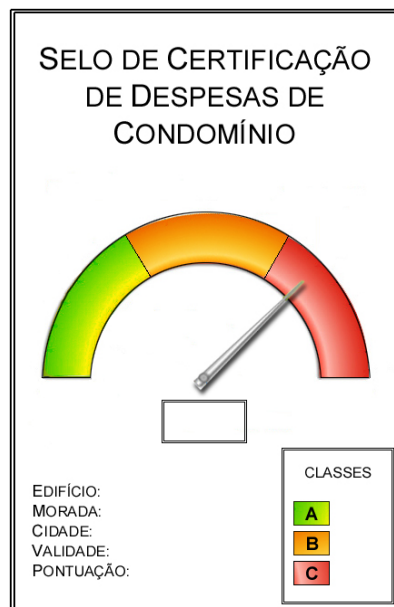 SELO DE CERTIFICAÇÃO
DE DESPESAS DE
CONDOMÍNIO
EDIFÍCIO:
MORADA:
CIDADE:
VALIDADE:
PONTUAÇÃO:
CLASSES
A
B
C